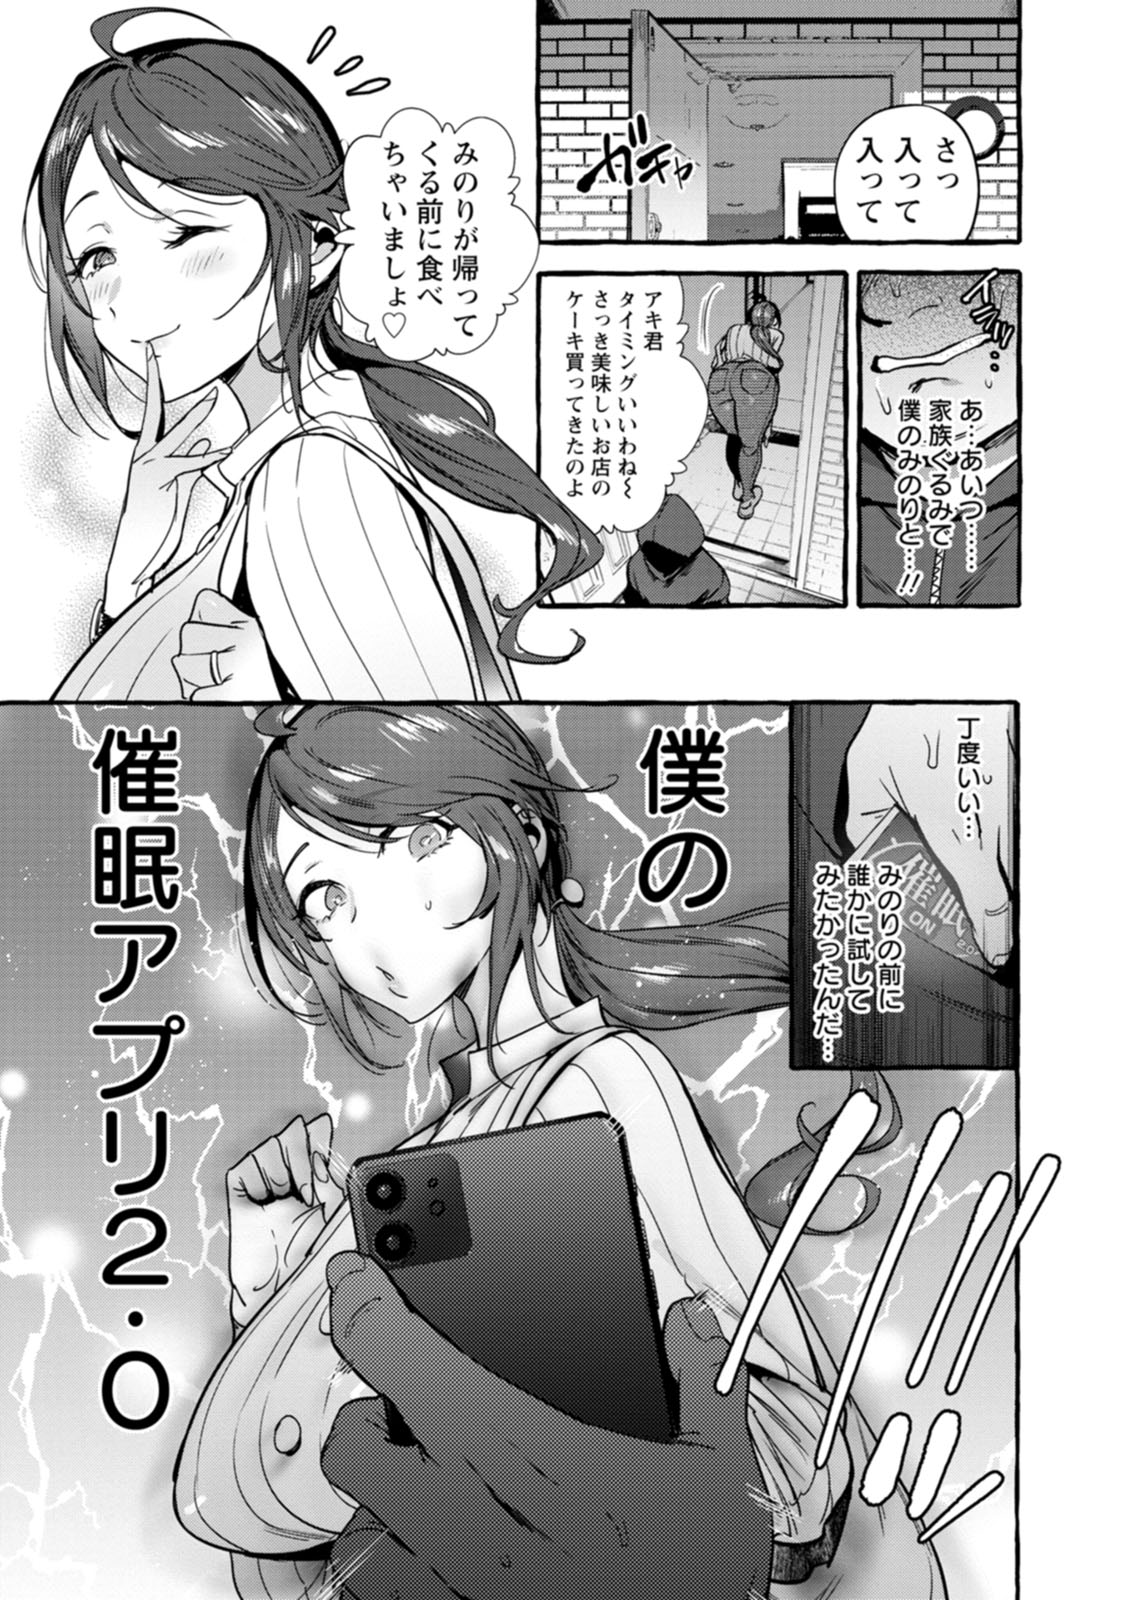 さっ
入って
入って
ガチャ
イラッ
あ…あいつ……
家族ぐるみで
僕のみのりと…!!
アキ君
タイミングいいわね～
さっき美味しいお店の
ケーキ買ってきたのよ
みのりが帰って
くる前に食べ
ちゃいましょ♡
丁度いい…
催眠
ON
2.0
みのりの前に
誰かに試して
みたかったんだ…
僕の
催眠アプリ2.0